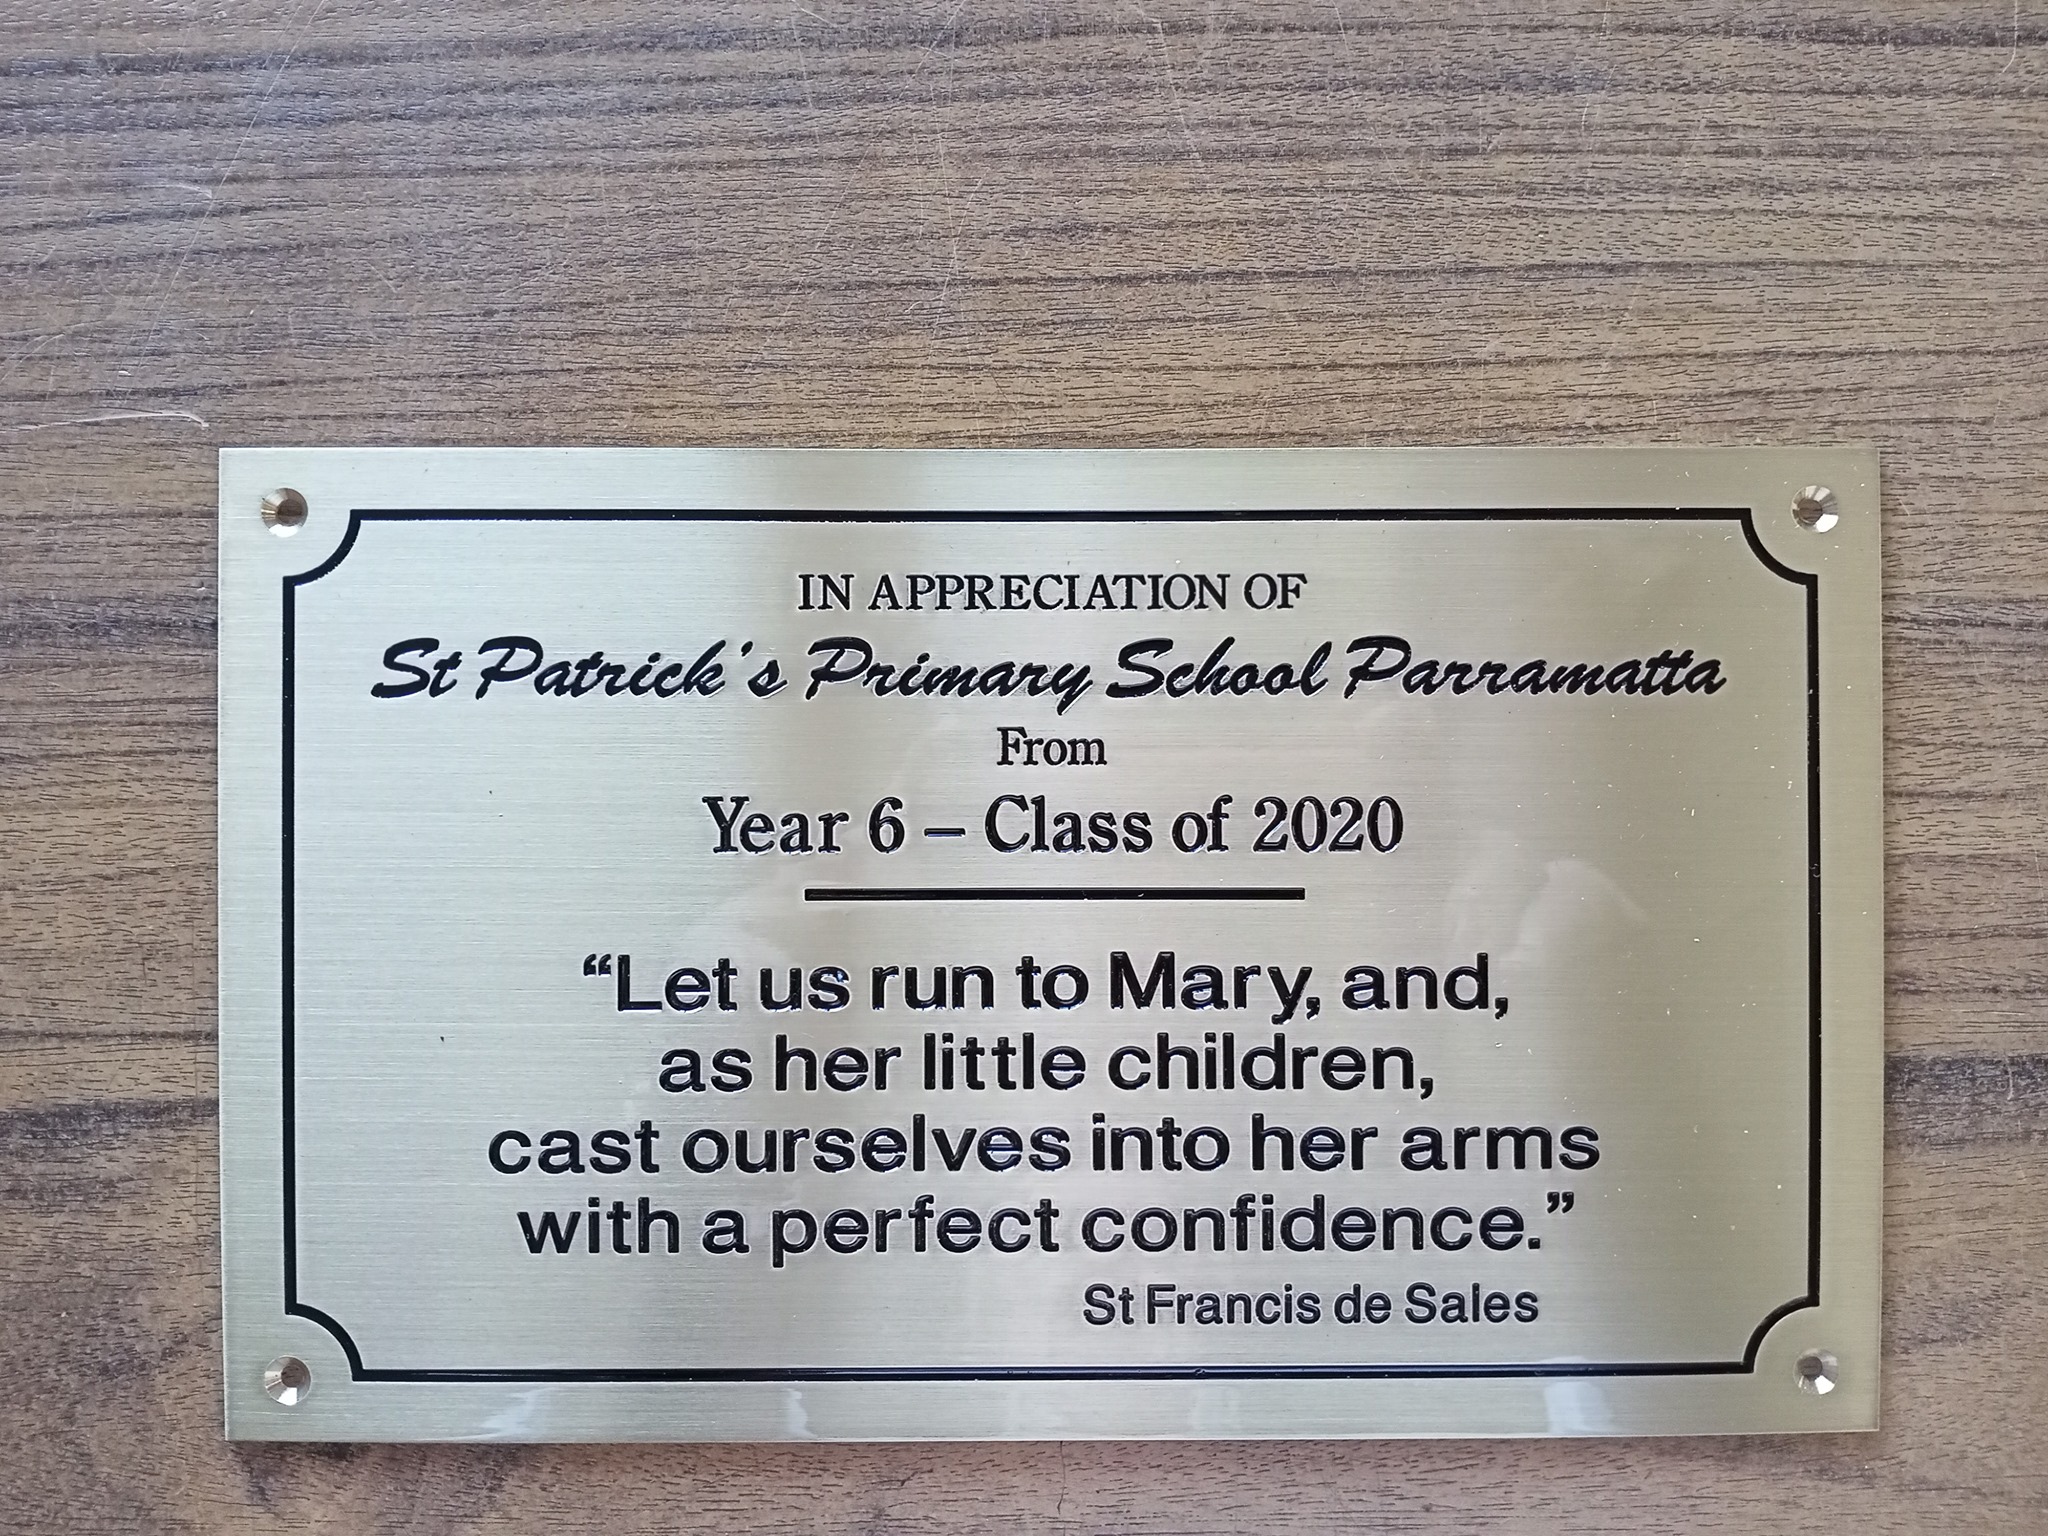 IN APPRECIATION OF
St Patrick's Primary School Parramatta
From
Year 6 – Class of 2020
“Let us run to Mary, and,
as her little children,
cast ourselves into her arms
with a perfect confidence.”
St Francis de Sales